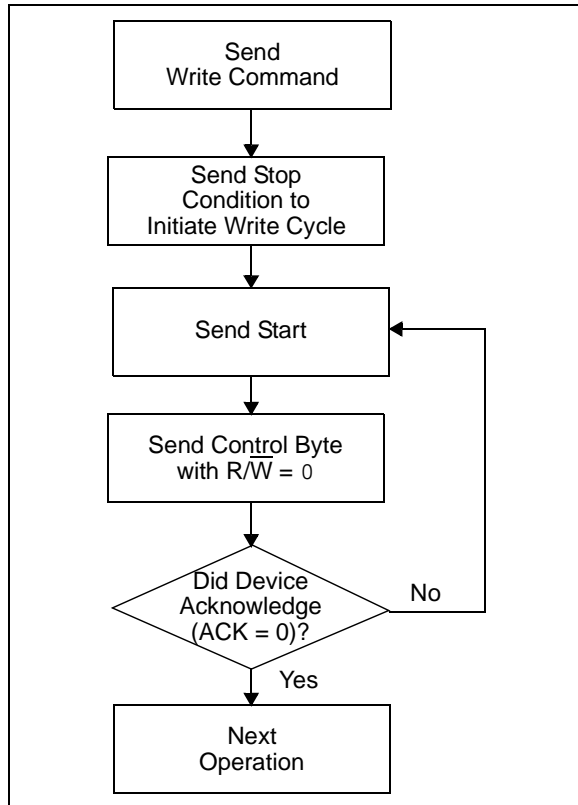 Send
Write Command
Send Stop
Condition to
Initiate Write Cycle
Send Start
Send Control Byte
with R/W̅ = 0
Did Device
Acknowledge
(ACK = 0)?
No
Yes
Next
Operation